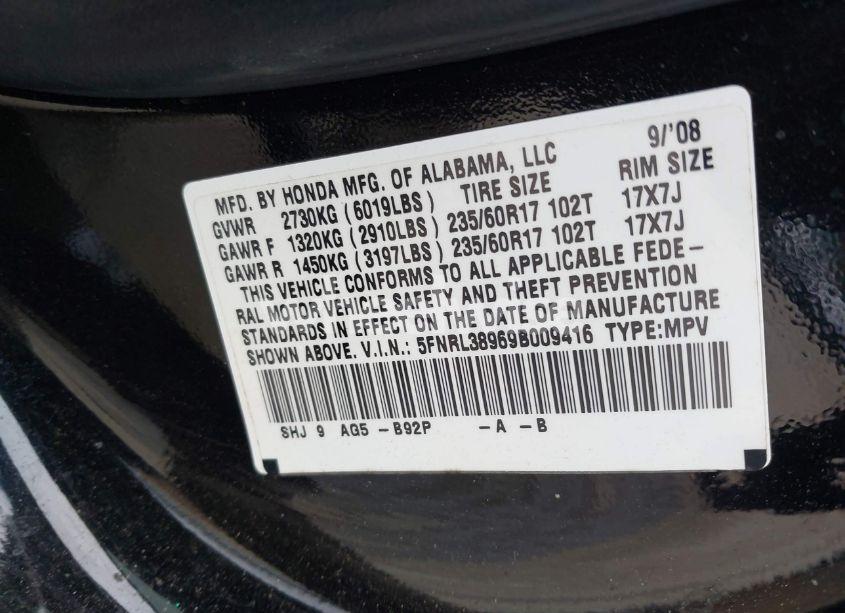 MFD. BY HONDA MFG. OF ALABAMA, LLC 9/'08
GVWR 2730KG (6019LBS) TIRE SIZE RIM SIZE
GAWR F 1320KG (2910LBS) 235/60R17 102T 17X7J
GAWR R 1450KG (3197LBS) 235/60R17 102T 17X7J
THIS VEHICLE CONFORMS TO ALL APPLICABLE FEDE-
RAL MOTOR VEHICLE SAFETY AND THEFT PREVENTION
STANDARDS IN EFFECT ON THE DATE OF MANUFACTURE
SHOWN ABOVE. V.I.N.: 5FNRL38969B009416 TYPE:MPV
SHJ 9 AG5 -B92P -A -B